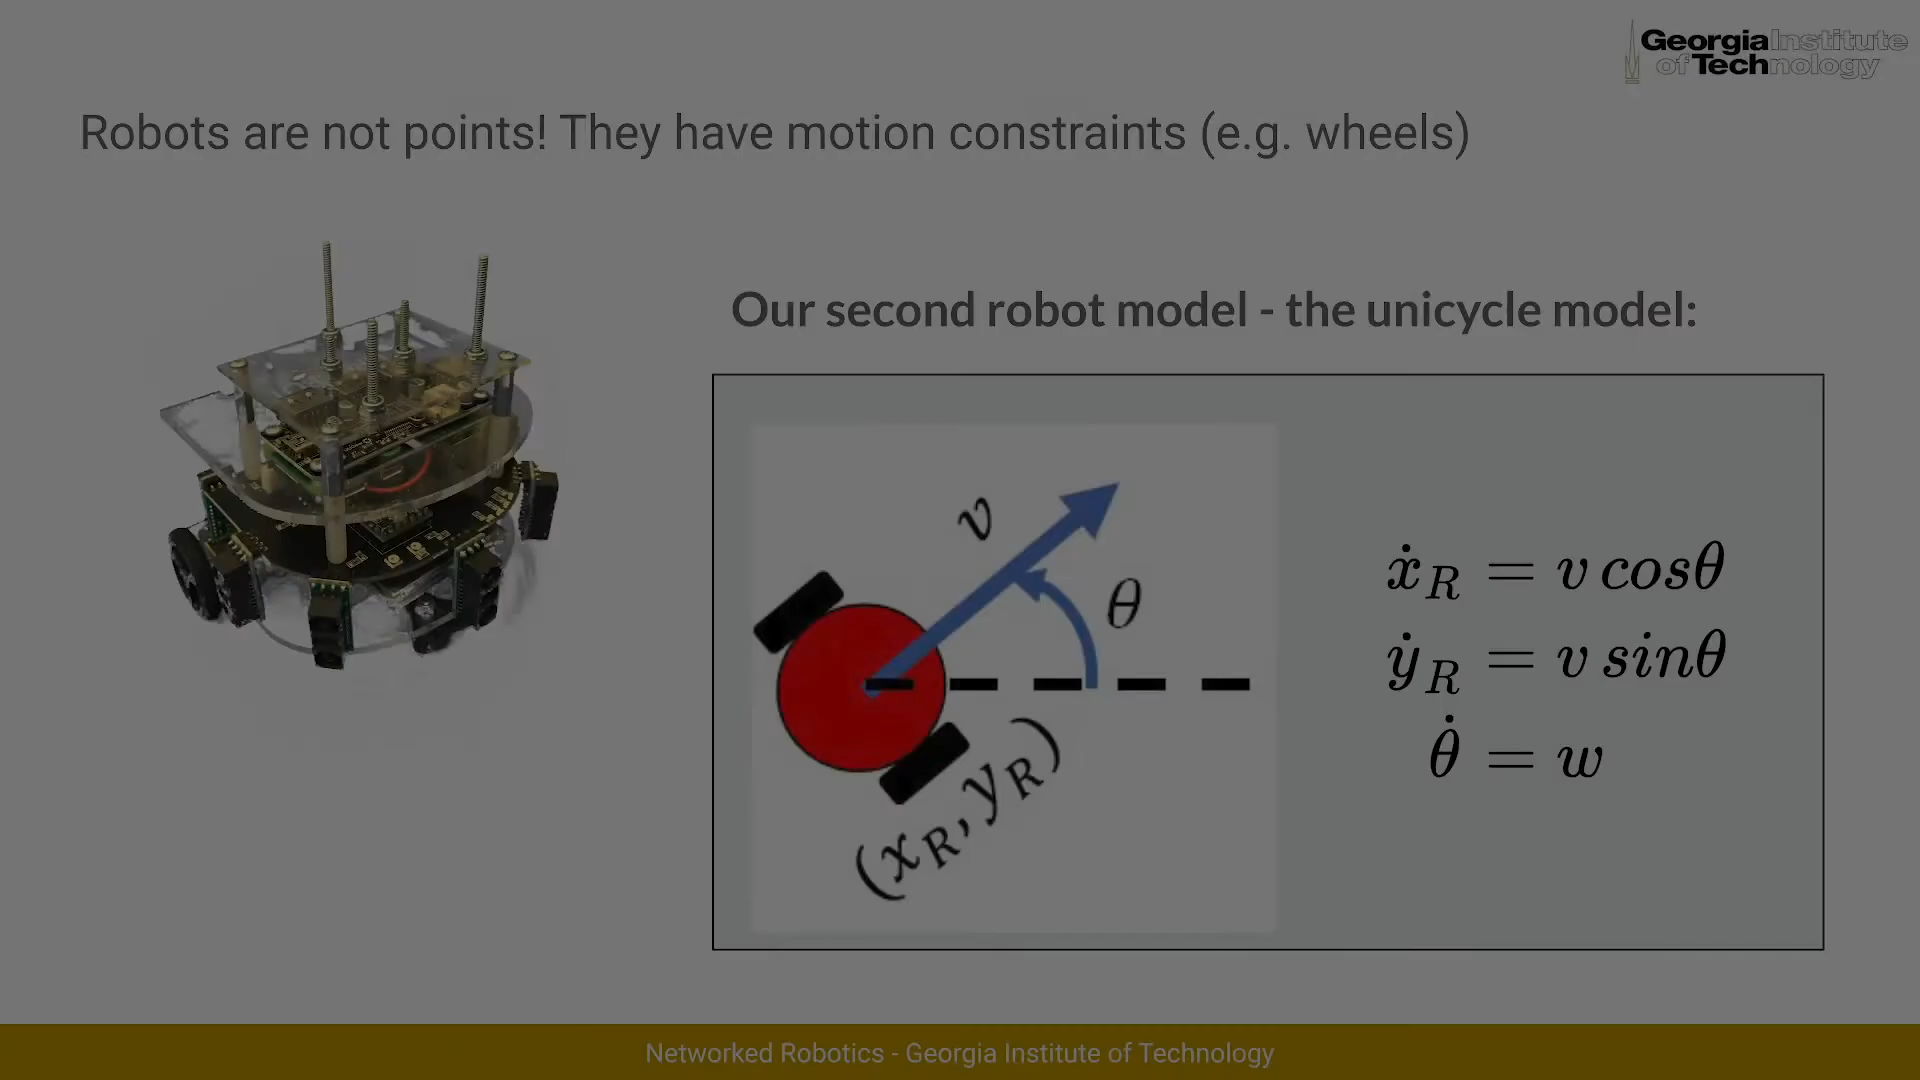 Georgia Institute
of Technology
Robots are not points! They have motion constraints (e.g. wheels)
Our second robot model - the unicycle model:
v
θ
(x_R, y_R)
ẋ_R = v cosθ
ẏ_R = v sinθ
θ̇ = w
Networked Robotics - Georgia Institute of Technology